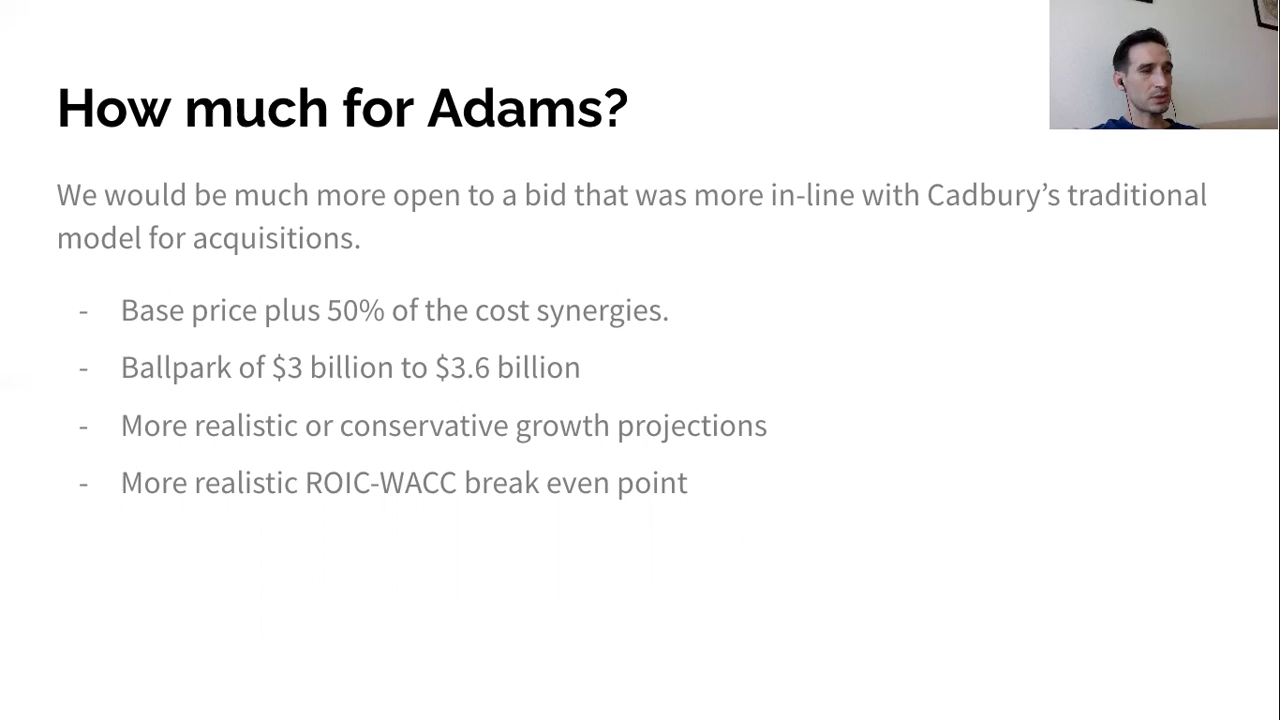 How much for Adams?
We would be much more open to a bid that was more in-line with Cadbury’s traditional
model for acquisitions.
- Base price plus 50% of the cost synergies.
- Ballpark of $3 billion to $3.6 billion
- More realistic or conservative growth projections
- More realistic ROIC-WACC break even point